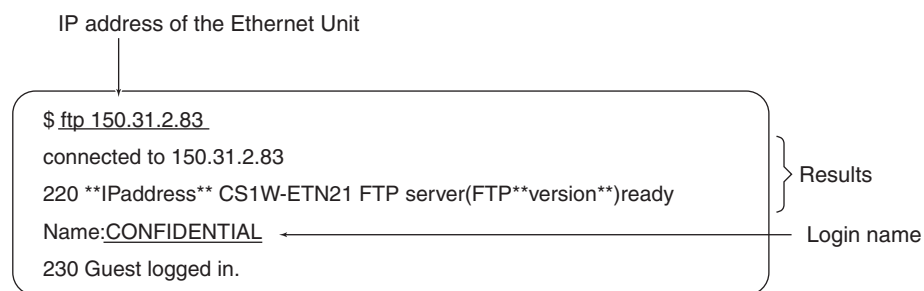 IP address of the Ethernet Unit
$ ftp 150.31.2.83
connected to 150.31.2.83
220 **IPaddress** CS1W-ETN21 FTP server(FTP**version**)ready
Results
Name:CONFIDENTIAL
Login name
230 Guest logged in.